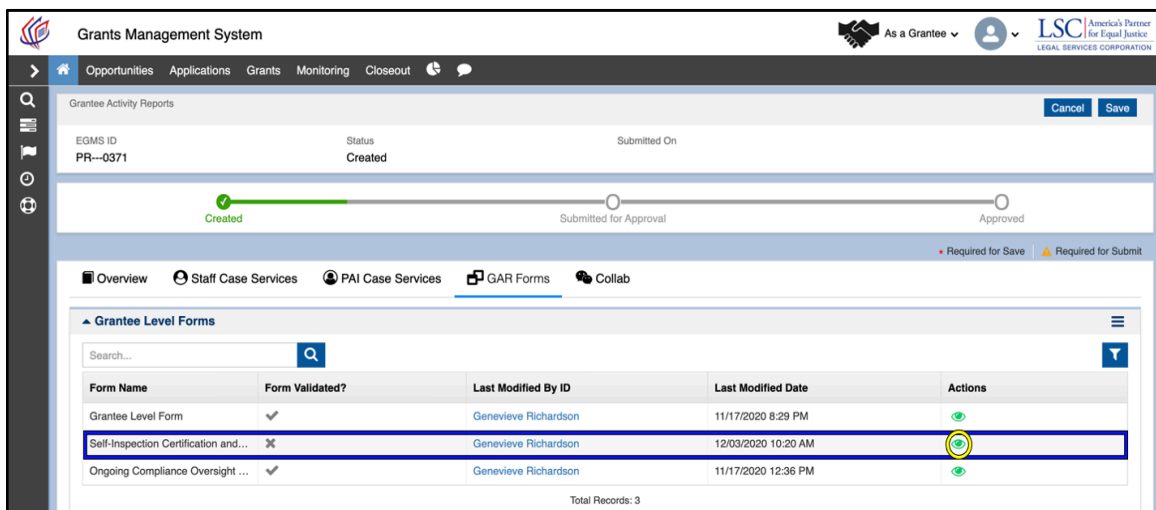 Grants Management System
As a Grantee
LSC America's Partner for Equal Justice
LEGAL SERVICES CORPORATION
Opportunities Applications Grants Monitoring Closeout
Grantee Activity Reports
Cancel Save
EGMS ID Status Submitted On
PR---0371 Created
Created Submitted for Approval Approved
• Required for Save Required for Submit
Overview Staff Case Services PAI Case Services GAR Forms Collab
Grantee Level Forms
Search...
Form Name Form Validated? Last Modified By ID Last Modified Date Actions
Grantee Level Form Genevieve Richardson 11/17/2020 8:29 PM
Self-Inspection Certification and... Genevieve Richardson 12/03/2020 10:20 AM
Ongoing Compliance Oversight ... Genevieve Richardson 11/17/2020 12:36 PM
Total Records: 3